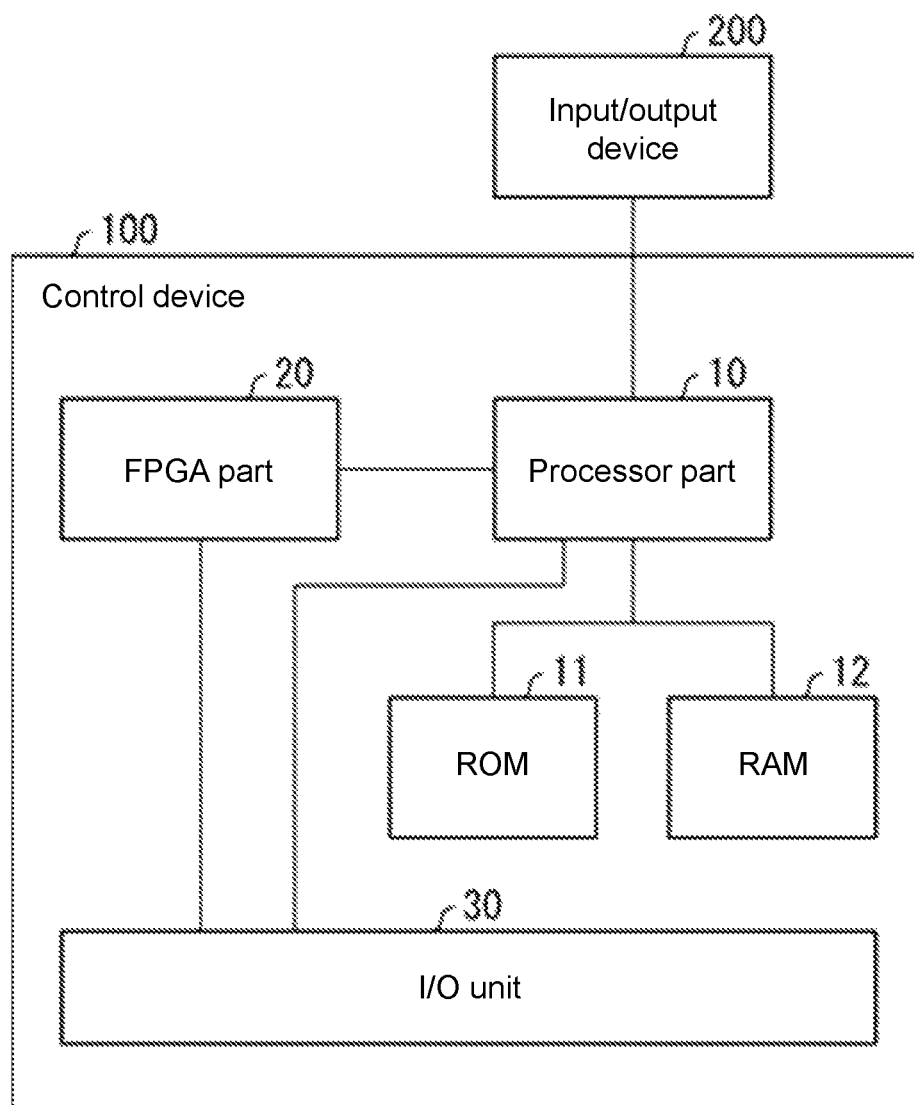 200
Input/output
device
100
Control device
20
10
FPGA part
Processor part
11
12
ROM
RAM
30
I/O unit